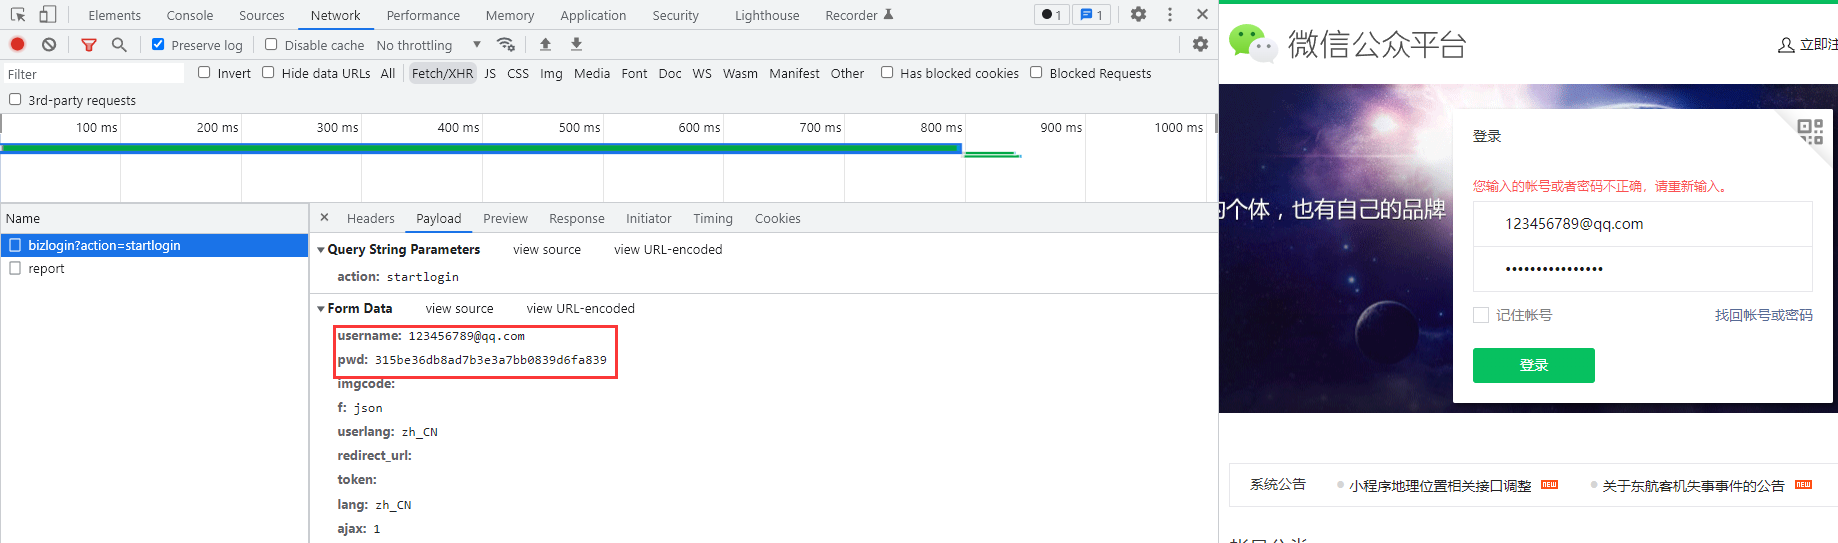 Elements Console Sources Network Performance Memory Application Security Lighthouse Recorder 1 1
Preserve log Disable cache No throttling
Filter Invert Hide data URLs All Fetch/XHR JS CSS Img Media Font Doc WS Wasm Manifest Other Has blocked cookies Blocked Requests
3rd-party requests
100 ms 200 ms 300 ms 400 ms 500 ms 600 ms 700 ms 800 ms 900 ms 1000 ms
Name
bizlogin?action=startlogin
report
× Headers Payload Preview Response Initiator Timing Cookies
Query String Parameters view source view URL-encoded
action: startlogin
Form Data view source view URL-encoded
username: 123456789@qq.com
pwd: 315be36db8ad7b3e3a7bb0839d6fa839
imgcode:
f: json
userlang: zh_CN
redirect_url:
token:
lang: zh_CN
ajax: 1
微信公众平台
立即注
的个体，也有自己的品牌
登录
您输入的帐号或者密码不正确，请重新输入。
123456789@qq.com
••••••••••••••••
记住帐号 找回帐号或密码
登录
系统公告 小程序地理位置相关接口调整 NEW 关于东航客机失事事件的公告 NEW